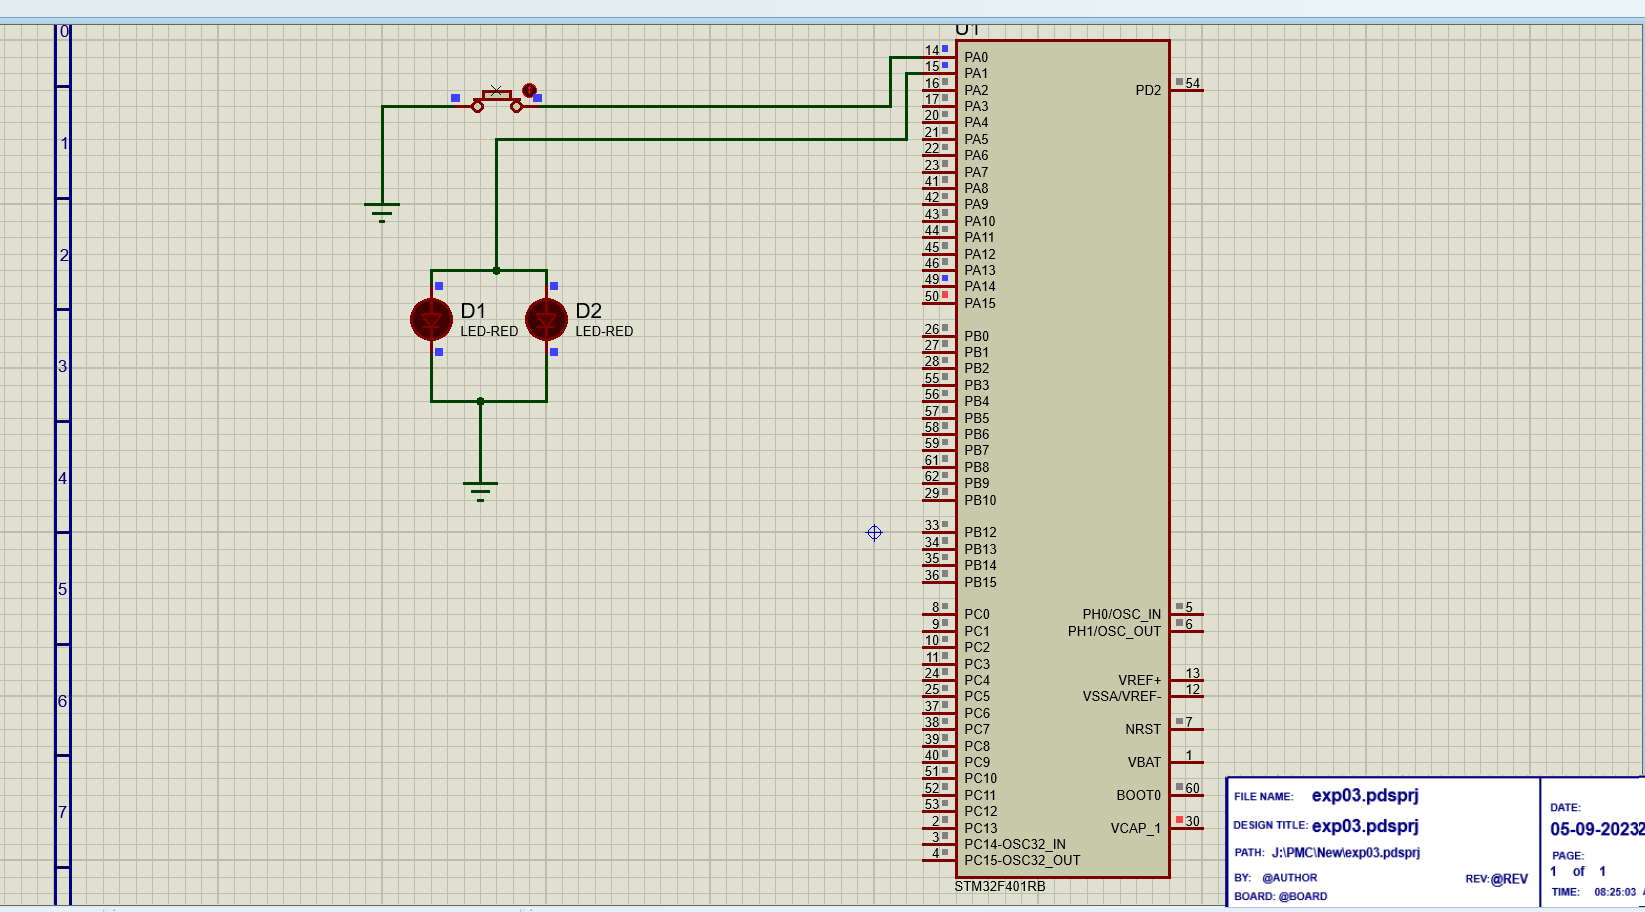 0
1
2
3
4
5
6
7
D1
LED-RED
D2
LED-RED
U1
14 PA0
15 PA1
16 PA2
17 PA3
20 PA4
21 PA5
22 PA6
23 PA7
41 PA8
42 PA9
43 PA10
44 PA11
45 PA12
46 PA13
49 PA14
50 PA15
26 PB0
27 PB1
28 PB2
55 PB3
56 PB4
57 PB5
58 PB6
59 PB7
61 PB8
62 PB9
29 PB10
33 PB12
34 PB13
35 PB14
36 PB15
8 PC0
9 PC1
10 PC2
11 PC3
24 PC4
25 PC5
37 PC6
38 PC7
39 PC8
40 PC9
51 PC10
52 PC11
53 PC12
2 PC13
3 PC14-OSC32_IN
4 PC15-OSC32_OUT
PD2 54
PH0/OSC_IN 5
PH1/OSC_OUT 6
VREF+ 13
VSSA/VREF- 12
NRST 7
VBAT 1
BOOT0 60
VCAP_1 30
STM32F401RB
FILE NAME: exp03.pdsprj
DESIGN TITLE: exp03.pdsprj
PATH: J:\PMC\New\exp03.pdsprj
BY: @AUTHOR
REV:@REV
BOARD: @BOARD
DATE:
05-09-2023
PAGE:
1 of 1
TIME: 08:25:03